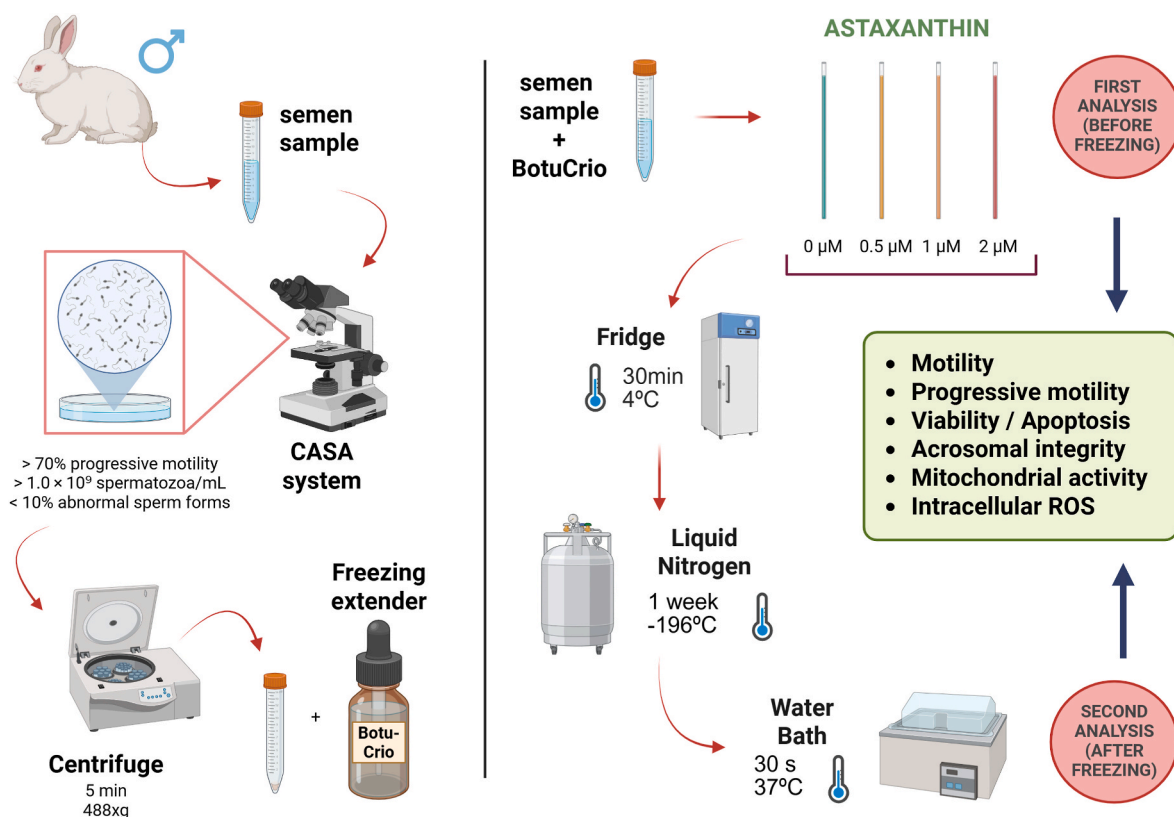 semen
sample
CASA
system
> 70% progressive motility
> 1.0 × 10⁹ spermatozoa/mL
< 10% abnormal sperm forms
Centrifuge
5 min
488xg
+
Freezing
extender
Botu-
Crio
semen
sample
+
BotuCrio
ASTAXANTHIN
0 µM 0.5 µM 1 µM 2 µM
FIRST
ANALYSIS
(BEFORE
FREEZING)
Fridge
30min
4ºC
Liquid
Nitrogen
1 week
-196ºC
Water
Bath
30 s
37ºC
• Motility
• Progressive motility
• Viability / Apoptosis
• Acrosomal integrity
• Mitochondrial activity
• Intracellular ROS
SECOND
ANALYSIS
(AFTER
FREEZING)